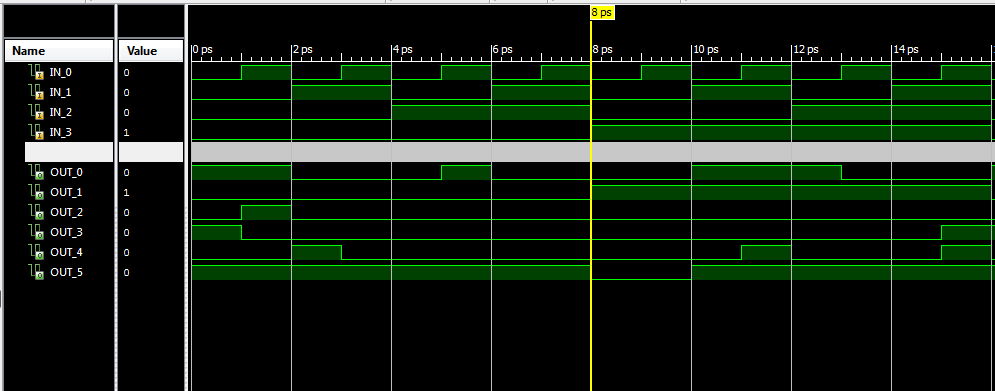 8 ps
Name Value
0 ps 2 ps 4 ps 6 ps 8 ps 10 ps 12 ps 14 ps
IN_0 0
IN_1 0
IN_2 0
IN_3 1
OUT_0 0
OUT_1 1
OUT_2 0
OUT_3 0
OUT_4 0
OUT_5 0